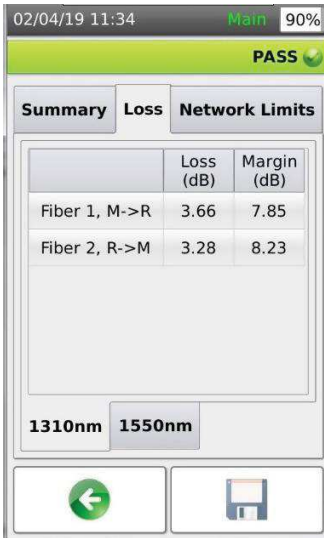 02/04/19 11:34 Main 90%
PASS
Summary Loss Network Limits
Loss (dB) Margin (dB)
Fiber 1, M->R 3.66 7.85
Fiber 2, R->M 3.28 8.23
1310nm 1550nm